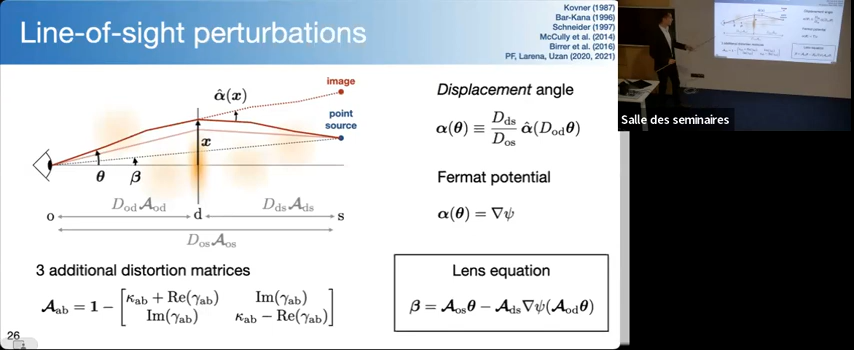 Line-of-sight perturbations
Kovner (1987)
Bar-Kana (1996)
Schneider (1997)
McCully et al. (2014)
Birrer et al. (2016)
PF, Larena, Uzan (2020, 2021)
image
α̂(x)
point
source
x
θ
β
D_od 𝓐_od
D_ds 𝓐_ds
o
d
s
D_os 𝓐_os
3 additional distortion matrices
𝓐_ab = 1 − [κ_ab + Re(γ_ab) Im(γ_ab)
Im(γ_ab) κ_ab − Re(γ_ab)]
Displacement angle
α(θ) ≡ D_ds/D_os α̂(D_od θ)
Fermat potential
α(θ) = ∇ψ
Lens equation
β = 𝓐_os θ − 𝓐_ds ∇ψ(𝓐_od θ)
26
Salle des seminaires